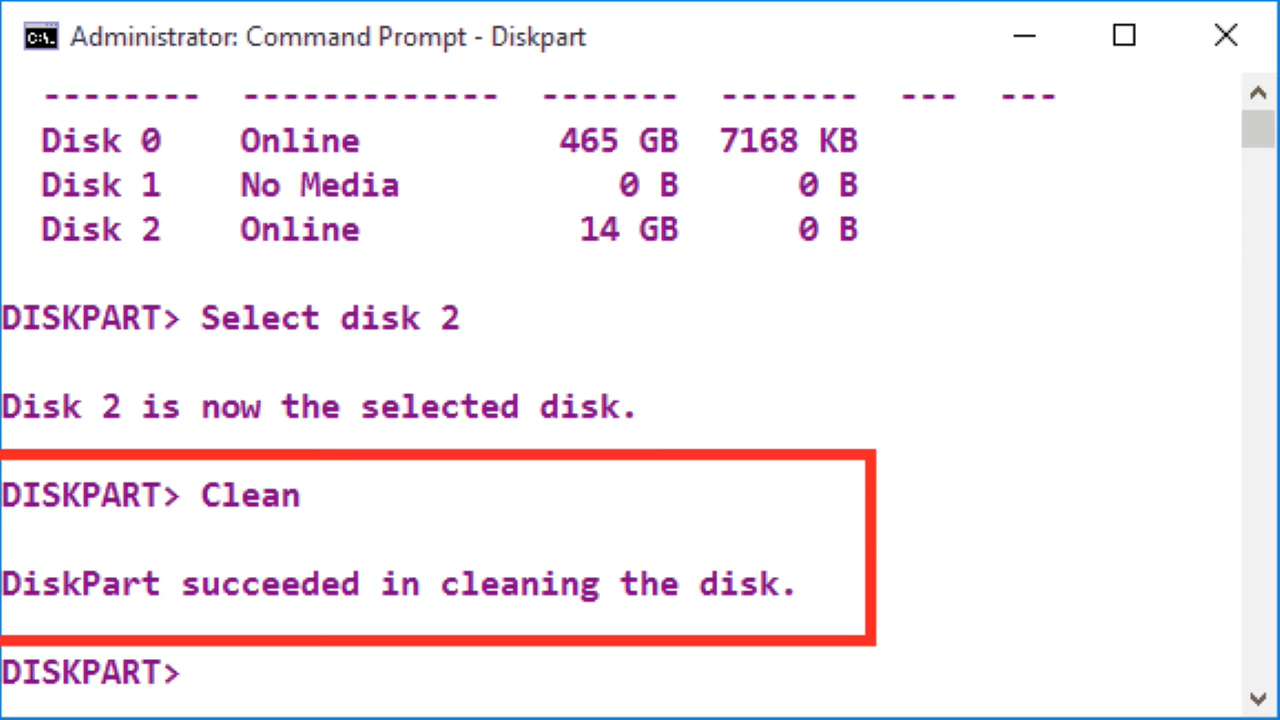 Administrator: Command Prompt - Diskpart
-------- ------------- ------- ------- --- ---
Disk 0 Online 465 GB 7168 KB
Disk 1 No Media 0 B 0 B
Disk 2 Online 14 GB 0 B
DISKPART> Select disk 2
Disk 2 is now the selected disk.
DISKPART> Clean
DiskPart succeeded in cleaning the disk.
DISKPART>